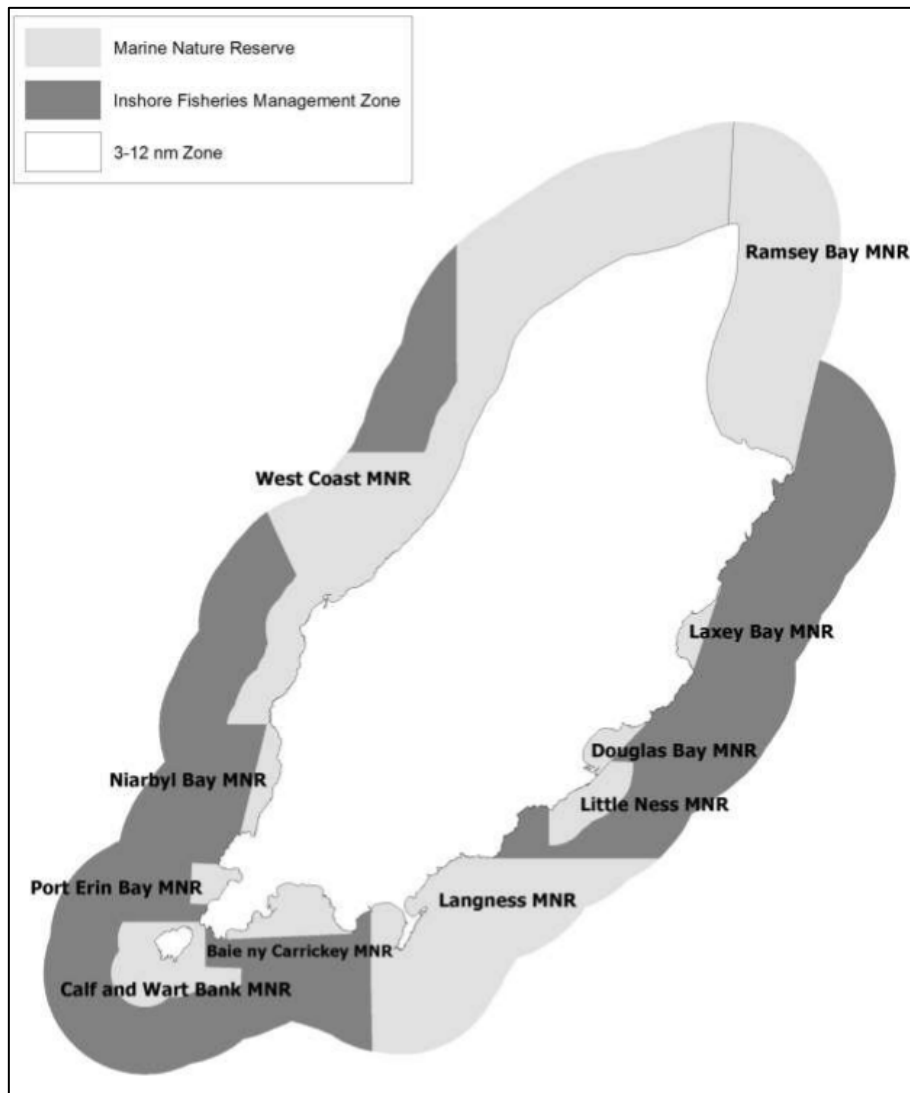 Marine Nature Reserve
Inshore Fisheries Management Zone
3-12 nm Zone
Ramsey Bay MNR
West Coast MNR
Laxey Bay MNR
Douglas Bay MNR
Niarbyl Bay MNR
Little Ness MNR
Port Erin Bay MNR
Langness MNR
Baie ny Carrickey MNR
Calf and Wart Bank MNR